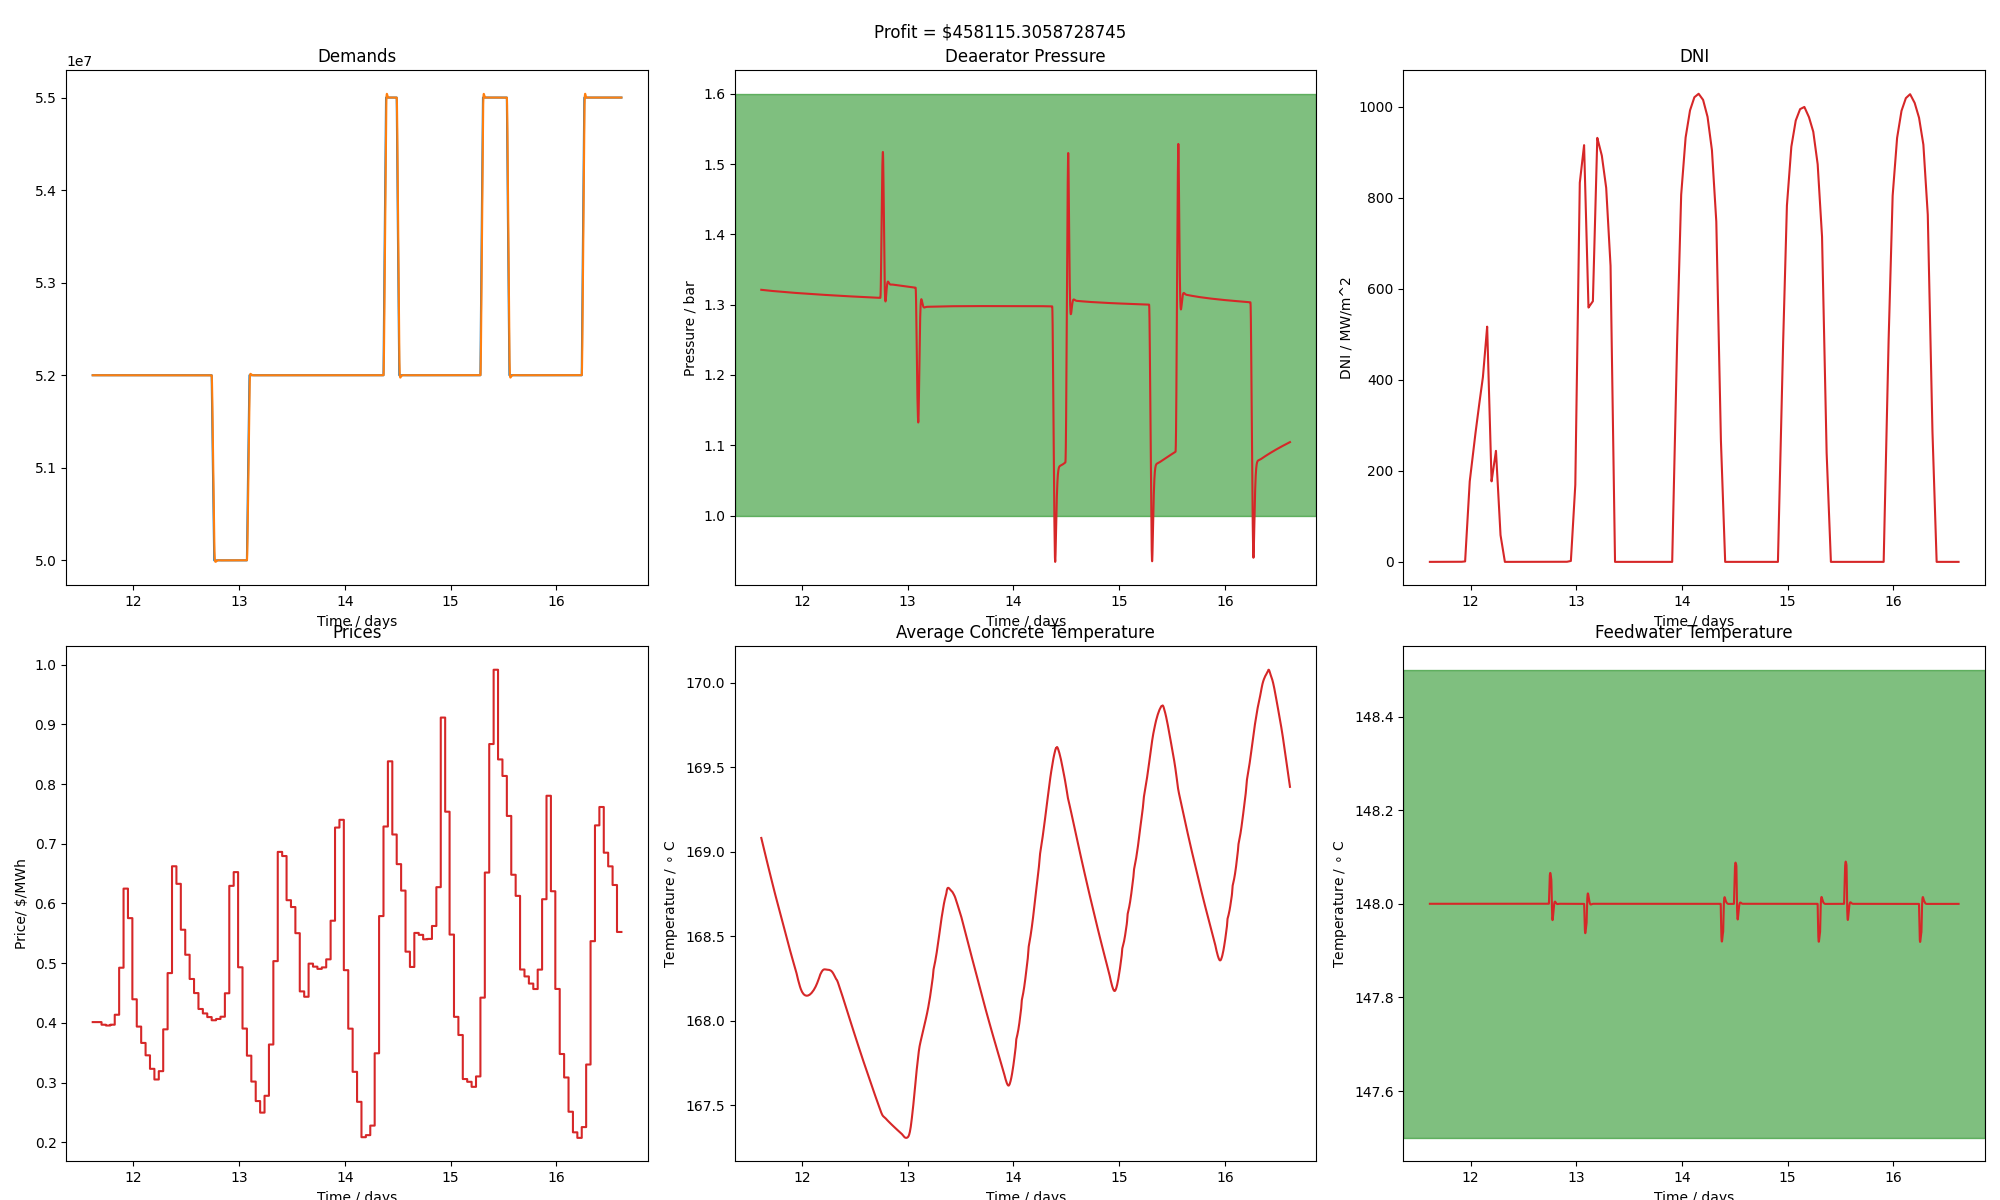 Profit = $458115.3058728745
Demands
1e7
5.5
5.4
5.3
5.2
5.1
5.0
12 13 14 15 16
Time / days
Deaerator Pressure
Pressure / bar
1.6
1.5
1.4
1.3
1.2
1.1
1.0
12 13 14 15 16
Time / days
DNI
DNI / MW/m^2
1000
800
600
400
200
0
12 13 14 15 16
Time / days
Prices
Price/ $/MWh
1.0
0.9
0.8
0.7
0.6
0.5
0.4
0.3
0.2
12 13 14 15 16
Time / days
Average Concrete Temperature
Temperature / ∘ C
170.0
169.5
169.0
168.5
168.0
167.5
12 13 14 15 16
Time / days
Feedwater Temperature
Temperature / ∘ C
148.4
148.2
148.0
147.8
147.6
12 13 14 15 16
Time / days